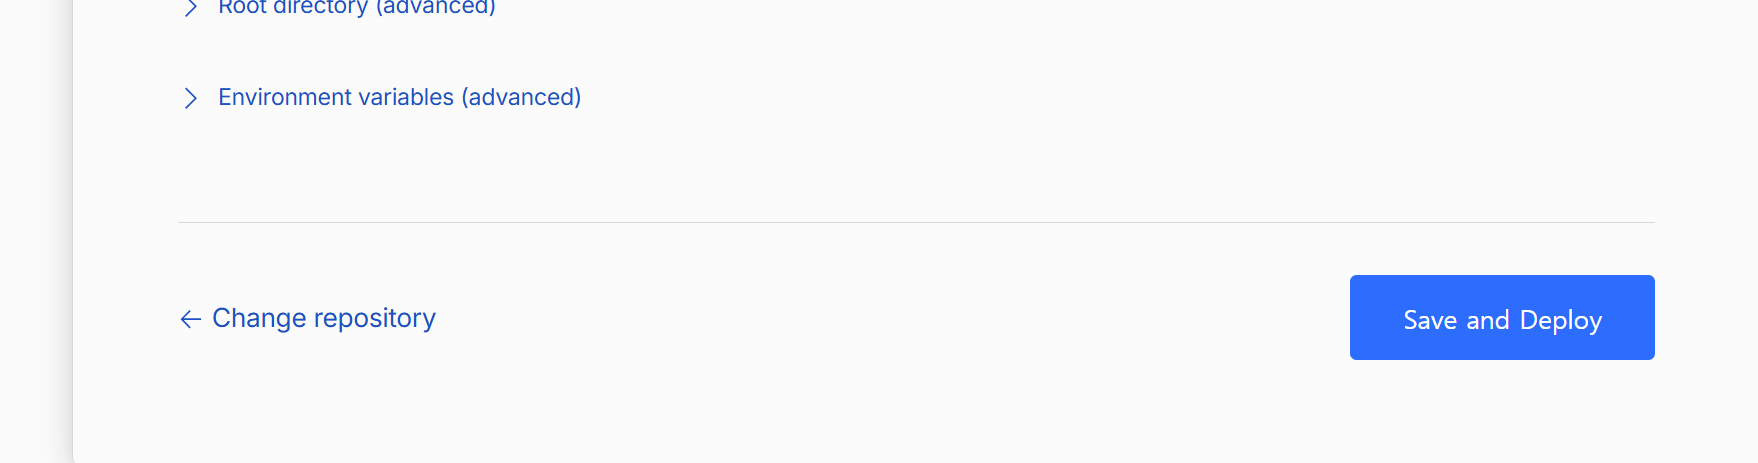 Root directory (advanced)
Environment variables (advanced)
← Change repository
Save and Deploy